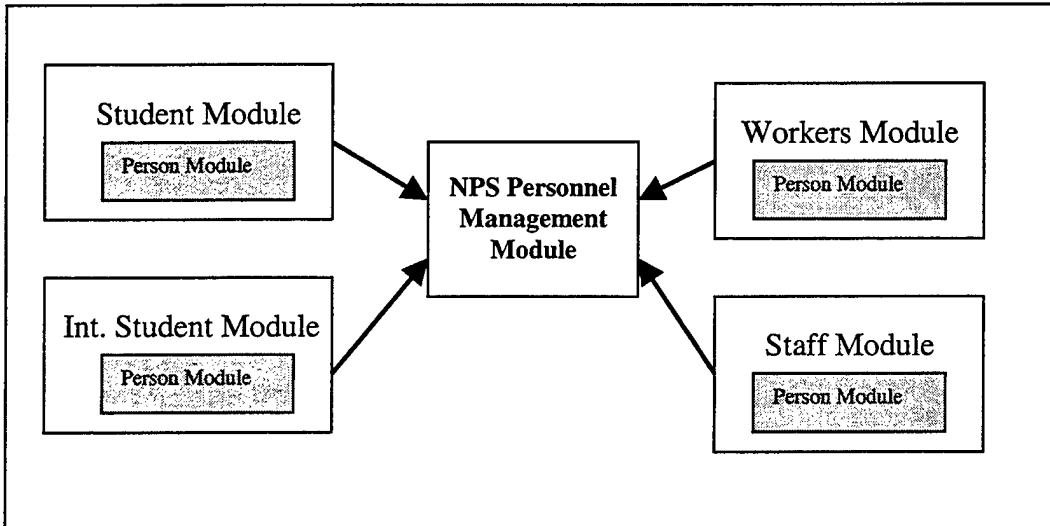 Student Module
Person Module
Int. Student Module
Person Module
NPS Personnel
Management
Module
Workers Module
Person Module
Staff Module
Person Module